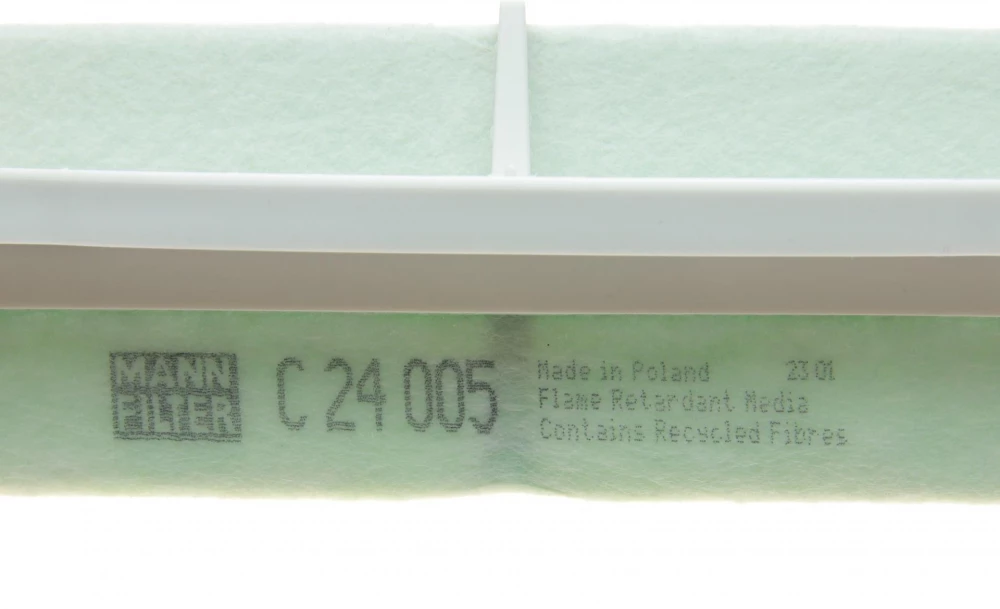 MANN
FILTER
C 24 005
Made in Poland 23 01
Flame Retardant Media
Contains Recycled Fibres